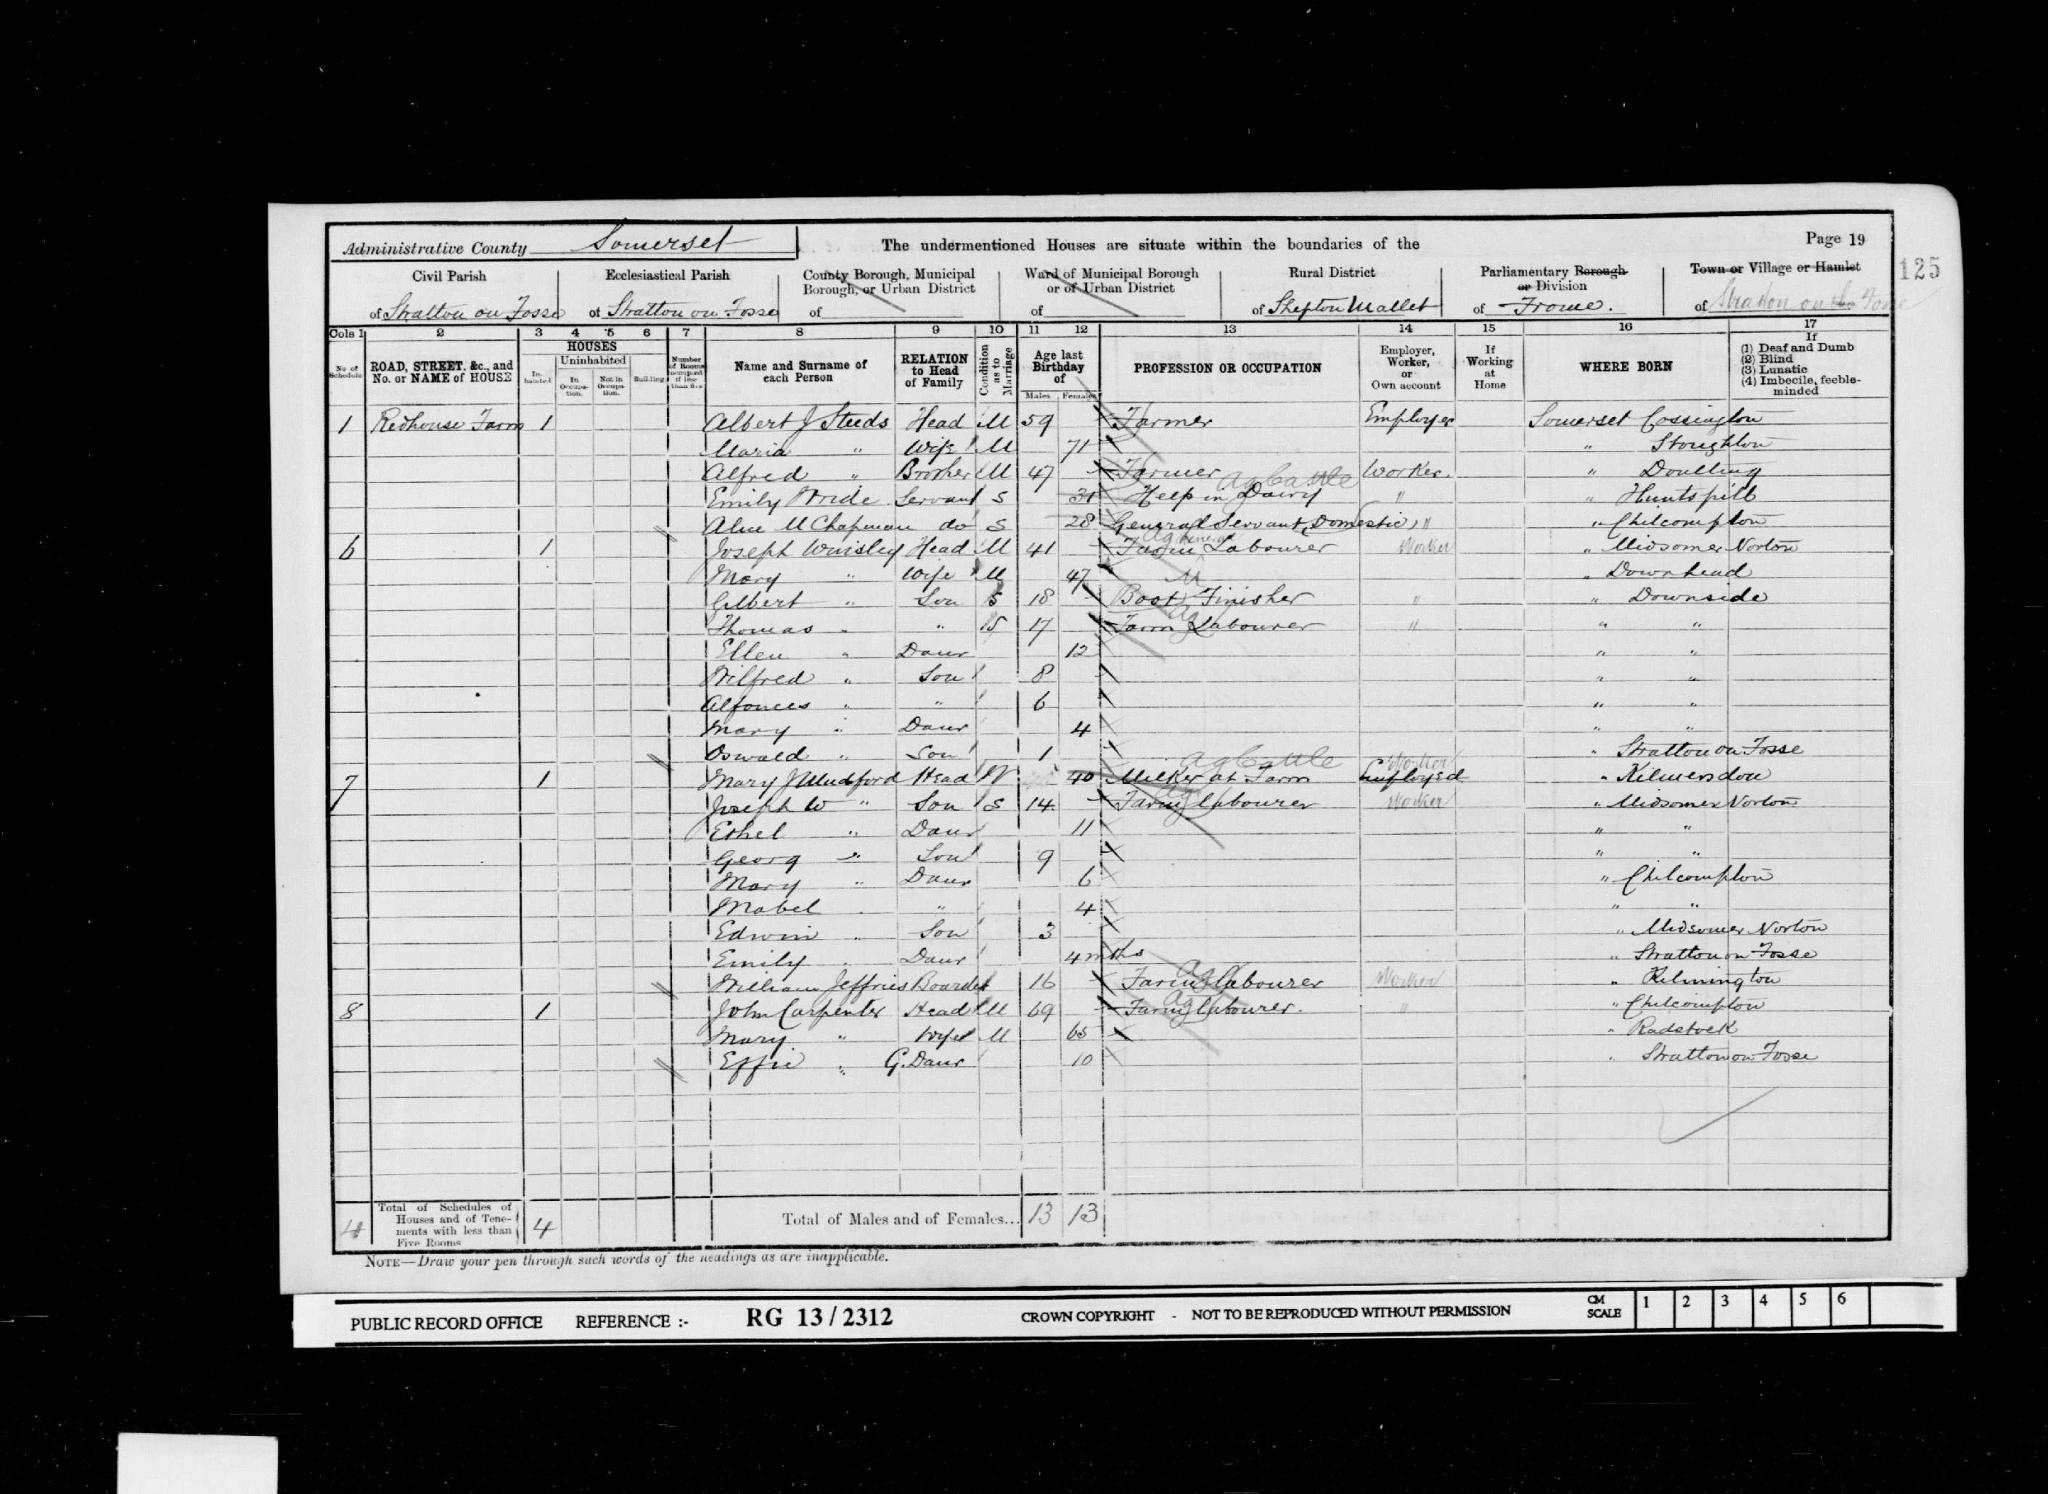 Administrative County Somerset The undermentioned Houses are situate within the boundaries of the Page 19
125
Civil Parish Ecclesiastical Parish County Borough, Municipal Borough, or Urban District Ward of Municipal Borough or of Urban District Rural District Parliamentary Borough or Division Town or Village or Hamlet
of Stratton on Fosse of Stratton on Fosse of of of Shepton Mallet of Frome. of Stratton on the Fosse
Cols 1 2 3 4 5 6 7 8 9 10 11 12 13 14 15 16 17
No. of Schedule ROAD, STREET, &c., and No. or NAME of HOUSE HOUSES Inhabited Uninhabited In Occupation. Not in Occupation. Building Number of Rooms occupied if less than five Name and Surname of each Person RELATION to Head of Family Condition as to Marriage Age last Birthday of Males Females PROFESSION OR OCCUPATION Employer, Worker, or Own account If Working at Home WHERE BORN If (1) Deaf and Dumb (2) Blind (3) Lunatic (4) Imbecile, feeble-minded
1 Redhouse Farm 1 Albert J Steeds Head M 59 Farmer Employer Somerset Cossington
Maria " Wife M 71 " Stoughton
Alfred " Brother M 47 Farmer Ag Cattle Worker. " Doulting
Emily Pride Servant S 31 Help in Dairy " " Huntspill
Alice M Chapman do S 28 General Servant, Domestic " " Chilcompton
6 1 Joseph Winsley Head M 41 Farm Labourer Worker " Midsomer Norton
Mary " Wife M 47 " Downhead
Gilbert " Son S 18 Boot Finisher " " Downside
Thomas " " S 17 Farm Labourer Ag " " "
Ellen " Daur 12 " "
Wilfred " Son 8 " "
Alfonces " " 6 " "
Mary " Daur 4 " "
Oswald " Son 1 " Stratton on Fosse
7 1 Mary J Mudford Head W 40 Milker at Farm Ag Cattle Employed Worker " Kilmersdon
Joseph W " Son S 14 Farm Labourer Ag Worker " Midsomer Norton
Ethel " Daur 11 " "
Georg " Son 9 " "
Mary " Daur 6 " Chilcompton
Mabel " " 4 " "
Edwin " Son 3 " Midsomer Norton
Emily " Daur 4 mths " Stratton on Fosse
William Jeffries Boarder 16 Farm Labourer Ag Worker " Kilmington
8 1 John Carpenter Head M 69 Farm Labourer. Ag " " Chilcompton
Mary " Wife M 65 " Radstock
Effie " G. Daur 10 " Stratton on Fosse
4 Total of Schedules of Houses and of Tenements with less than Five Rooms 4 Total of Males and of Females... 13 13
NOTE—Draw your pen through such words of the headings as are inapplicable.
PUBLIC RECORD OFFICE REFERENCE :- RG 13/2312 CROWN COPYRIGHT - NOT TO BE REPRODUCED WITHOUT PERMISSION CM SCALE 1 2 3 4 5 6